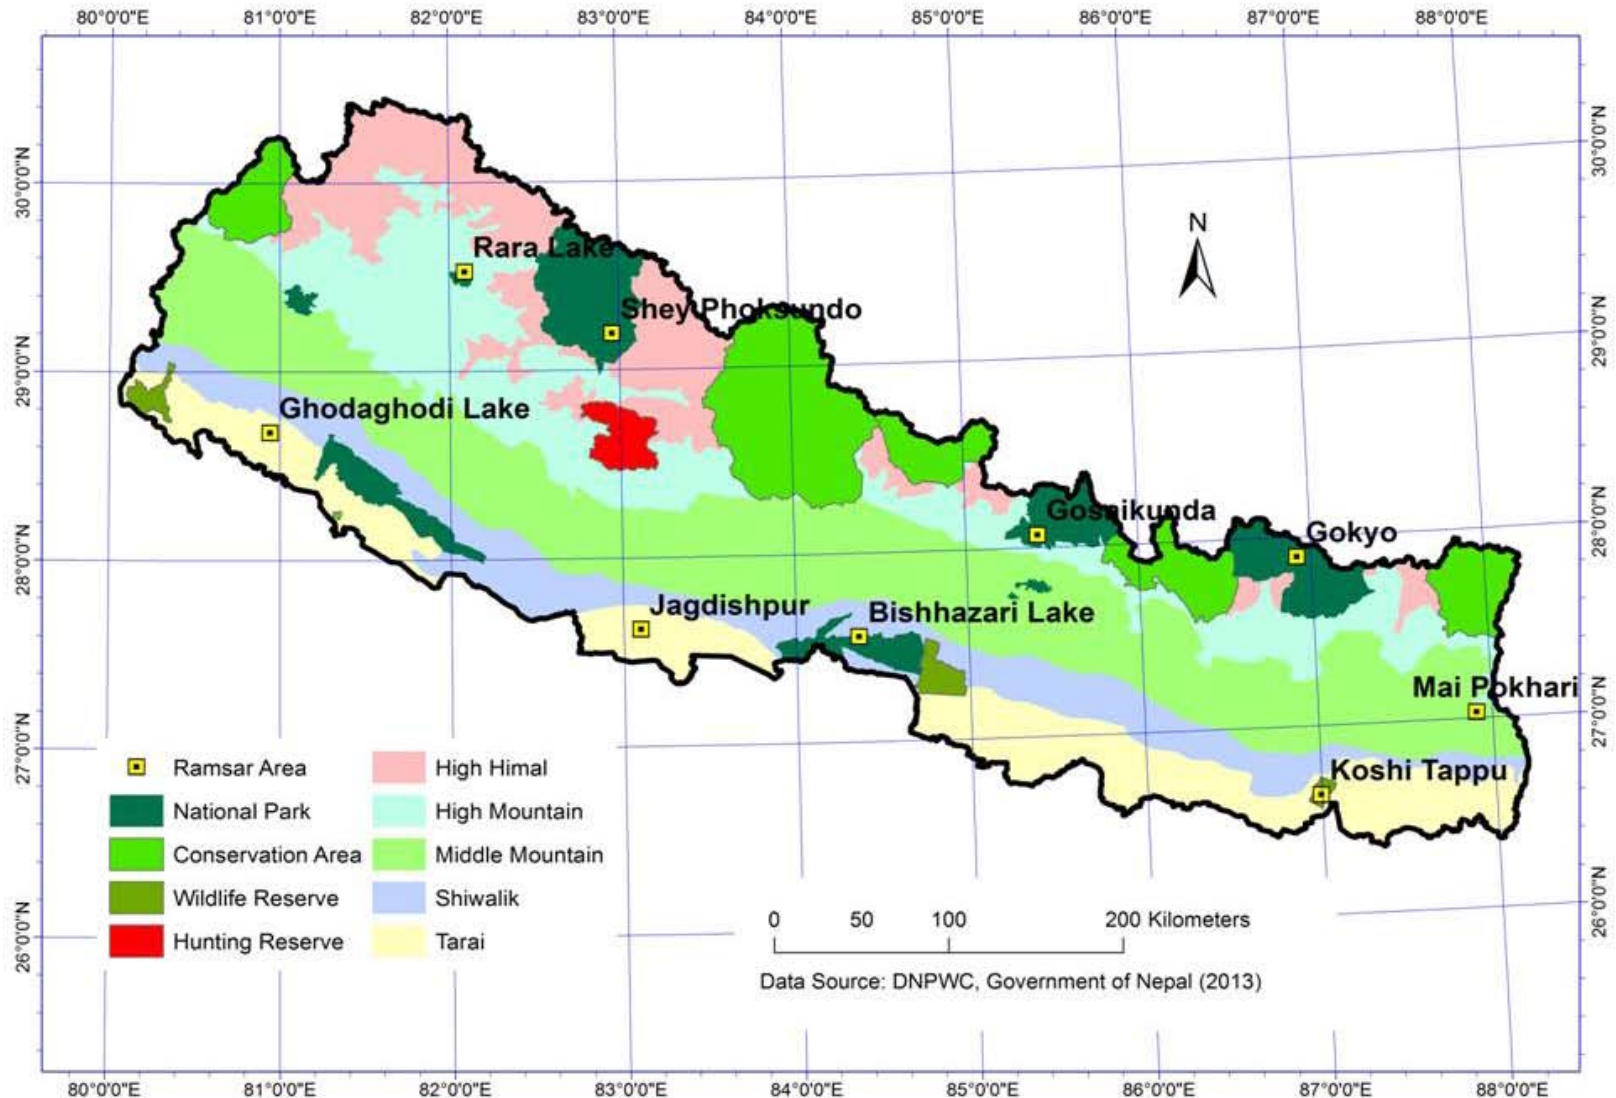 80°0'0"E 81°0'0"E 82°0'0"E 83°0'0"E 84°0'0"E 85°0'0"E 86°0'0"E 87°0'0"E 88°0'0"E
30°0'0"N
30°0'0"N
29°0'0"N
29°0'0"N
28°0'0"N
28°0'0"N
27°0'0"N
27°0'0"N
26°0'0"N
26°0'0"N
N
Rara Lake
Shey Phoksundo
Ghodaghodi Lake
Gosnikunda
Gokyo
Jagdishpur
Bishhazari Lake
Mai Pokhari
Koshi Tappu
Ramsar Area
National Park
Conservation Area
Wildlife Reserve
Hunting Reserve
High Himal
High Mountain
Middle Mountain
Shiwalik
Tarai
0 50 100 200 Kilometers
Data Source: DNPWC, Government of Nepal (2013)
80°0'0"E 81°0'0"E 82°0'0"E 83°0'0"E 84°0'0"E 85°0'0"E 86°0'0"E 87°0'0"E 88°0'0"E